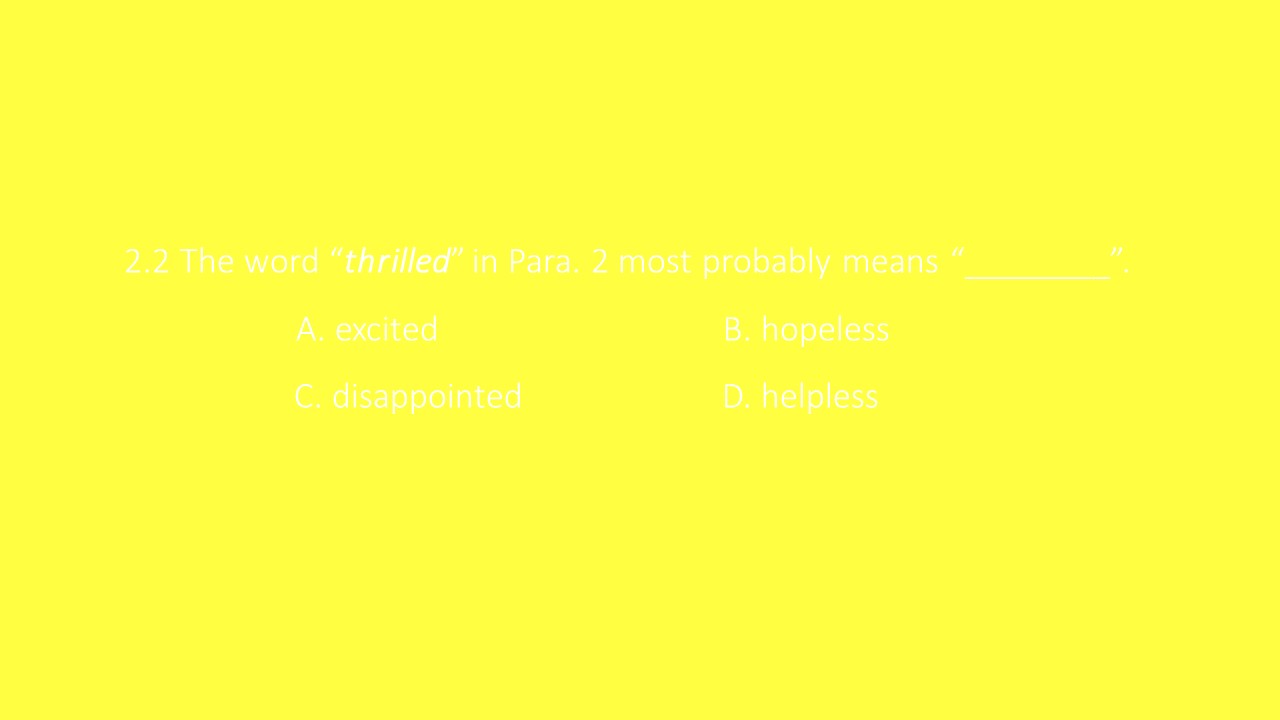 2.2 The word “thrilled” in Para. 2 most probably means “_________”.
A. excited B. hopeless
C. disappointed D. helpless